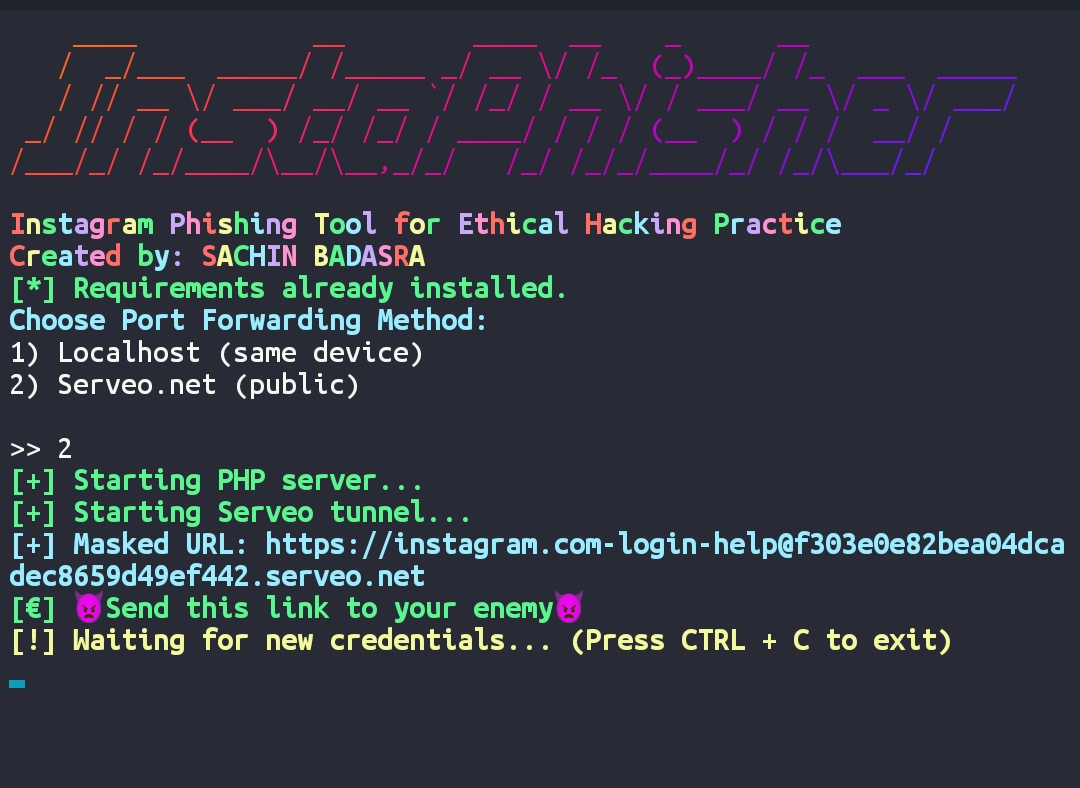 InstaPhisher
Instagram Phishing Tool for Ethical Hacking Practice
Created by: SACHIN BADASRA
[*] Requirements already installed.
Choose Port Forwarding Method:
1) Localhost (same device)
2) Serveo.net (public)
>> 2
[+] Starting PHP server...
[+] Starting Serveo tunnel...
[+] Masked URL: https://instagram.com-login-help@f303e0e82bea04dca
dec8659d49ef442.serveo.net
[€] 👿Send this link to your enemy👿
[!] Waiting for new credentials... (Press CTRL + C to exit)